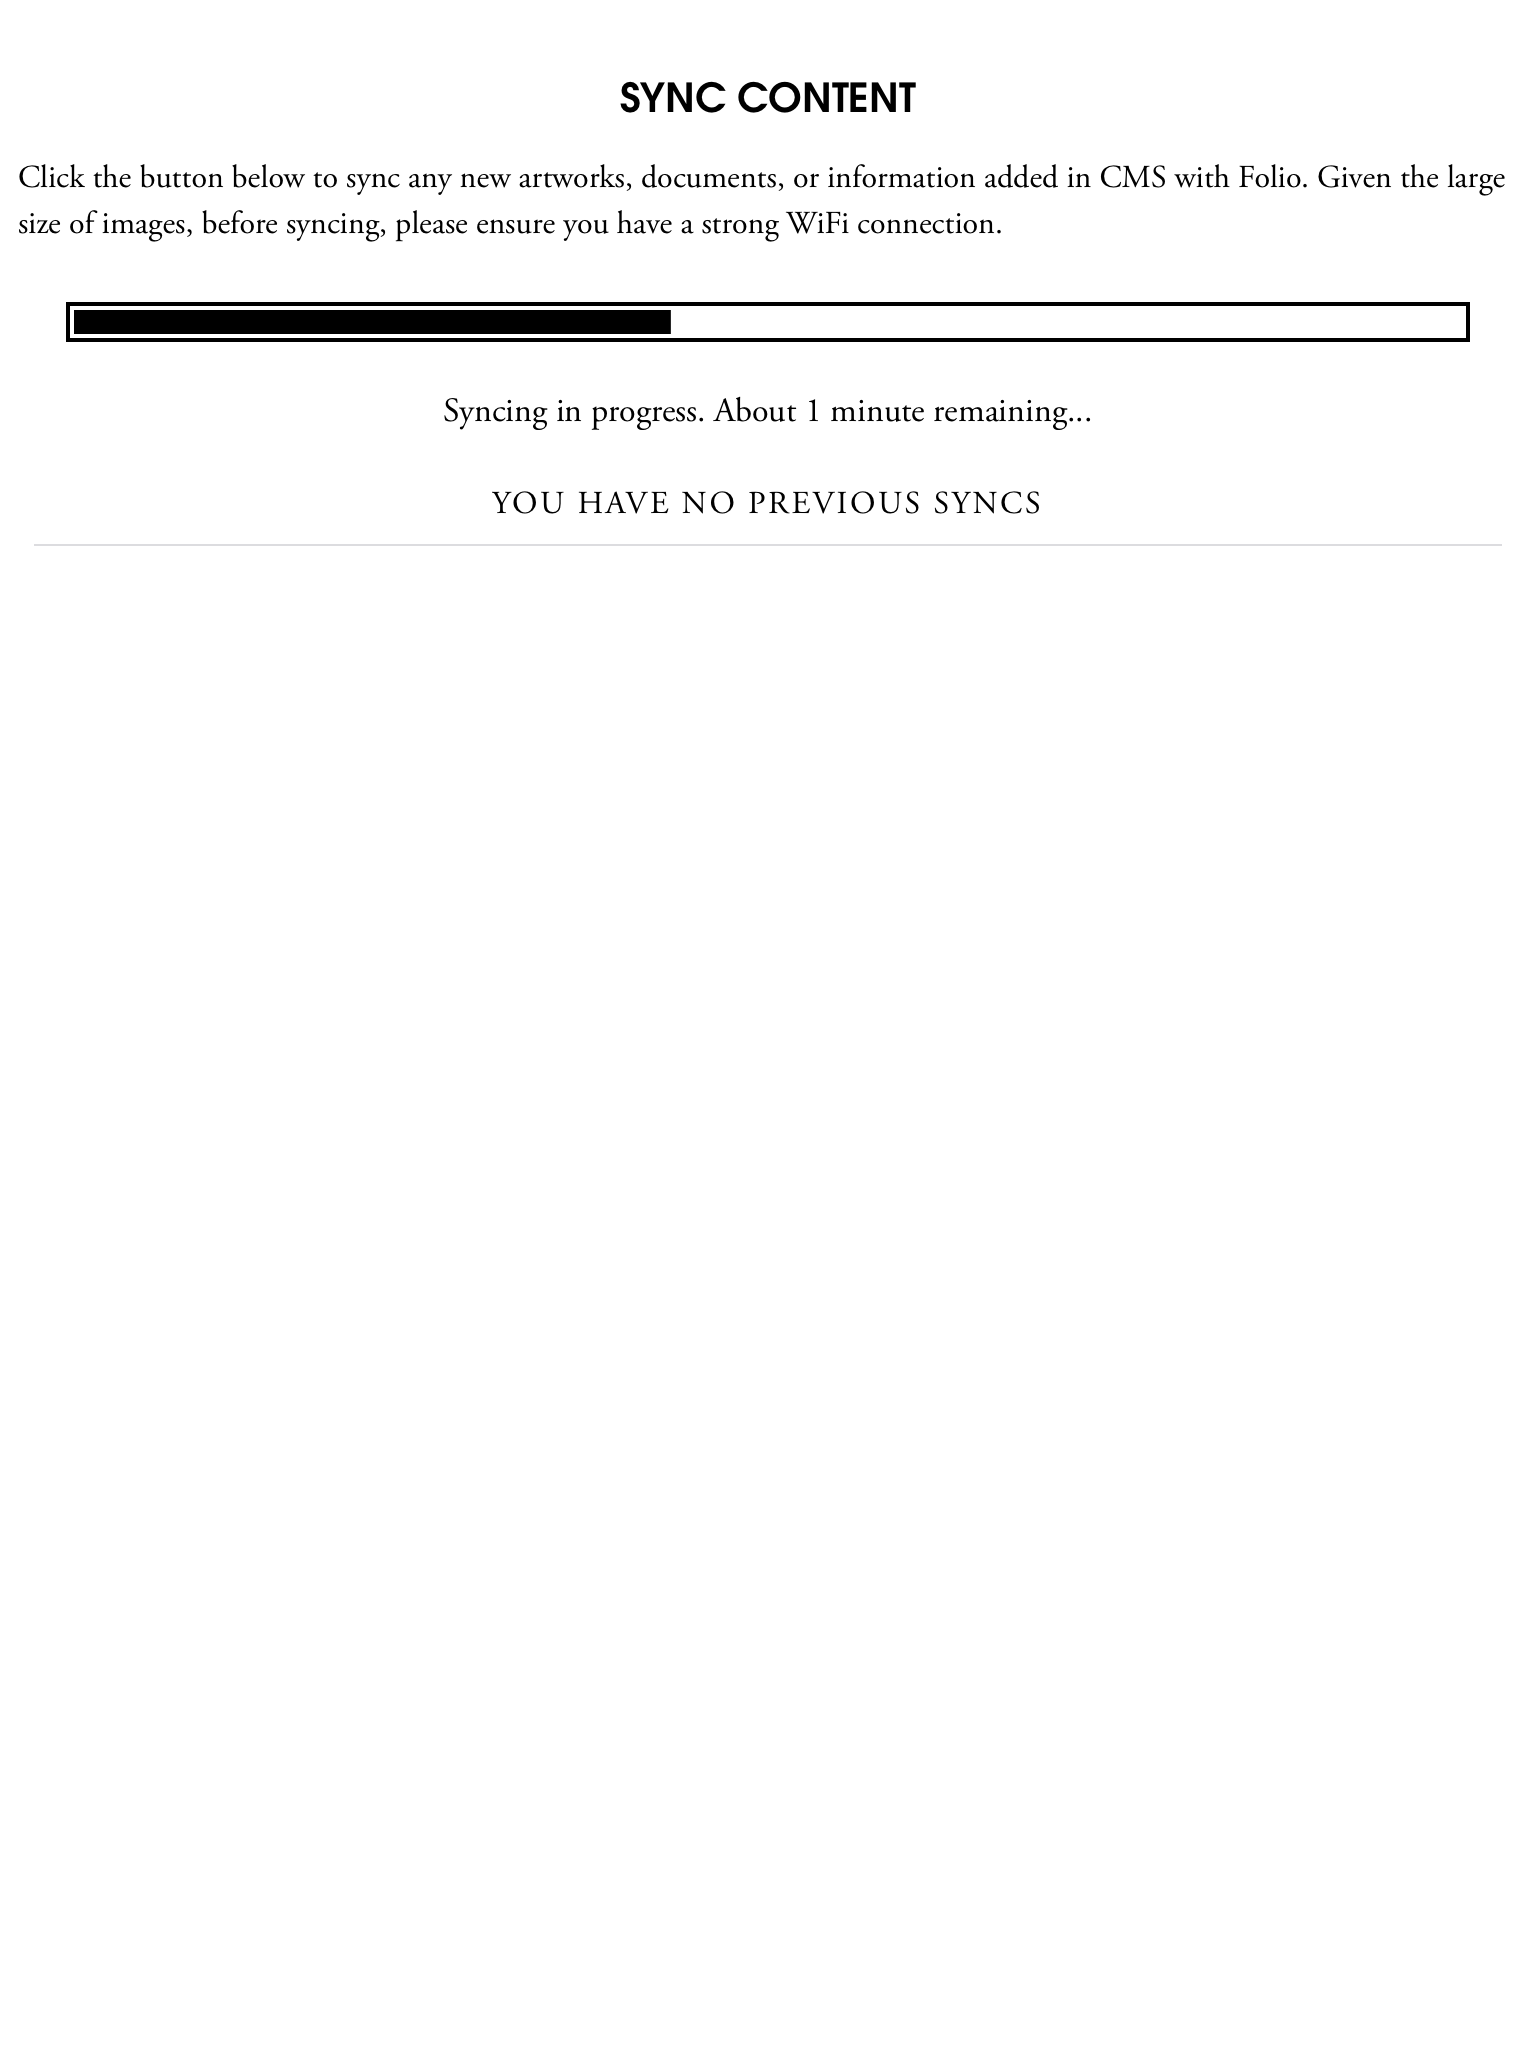 SYNC CONTENT
Click the button below to sync any new artworks, documents, or information added in CMS with Folio. Given the large
size of images, before syncing, please ensure you have a strong WiFi connection.
Syncing in progress. About 1 minute remaining...
YOU HAVE NO PREVIOUS SYNCS